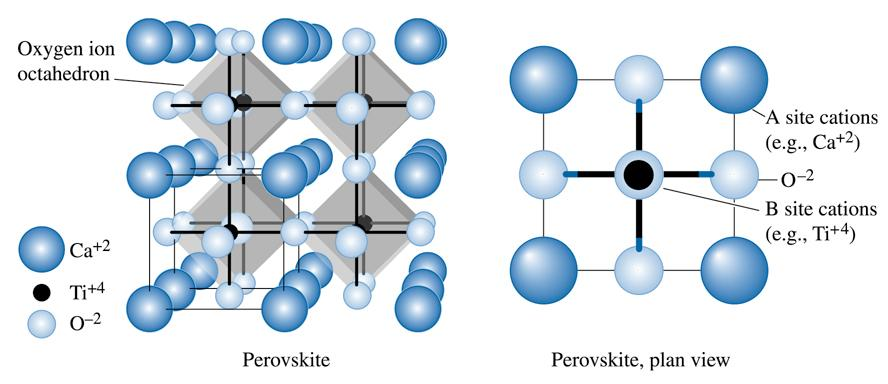 Oxygen ion
octahedron
Ca+2
Ti+4
O–2
Perovskite
A site cations
(e.g., Ca+2)
O–2
B site cations
(e.g., Ti+4)
Perovskite, plan view